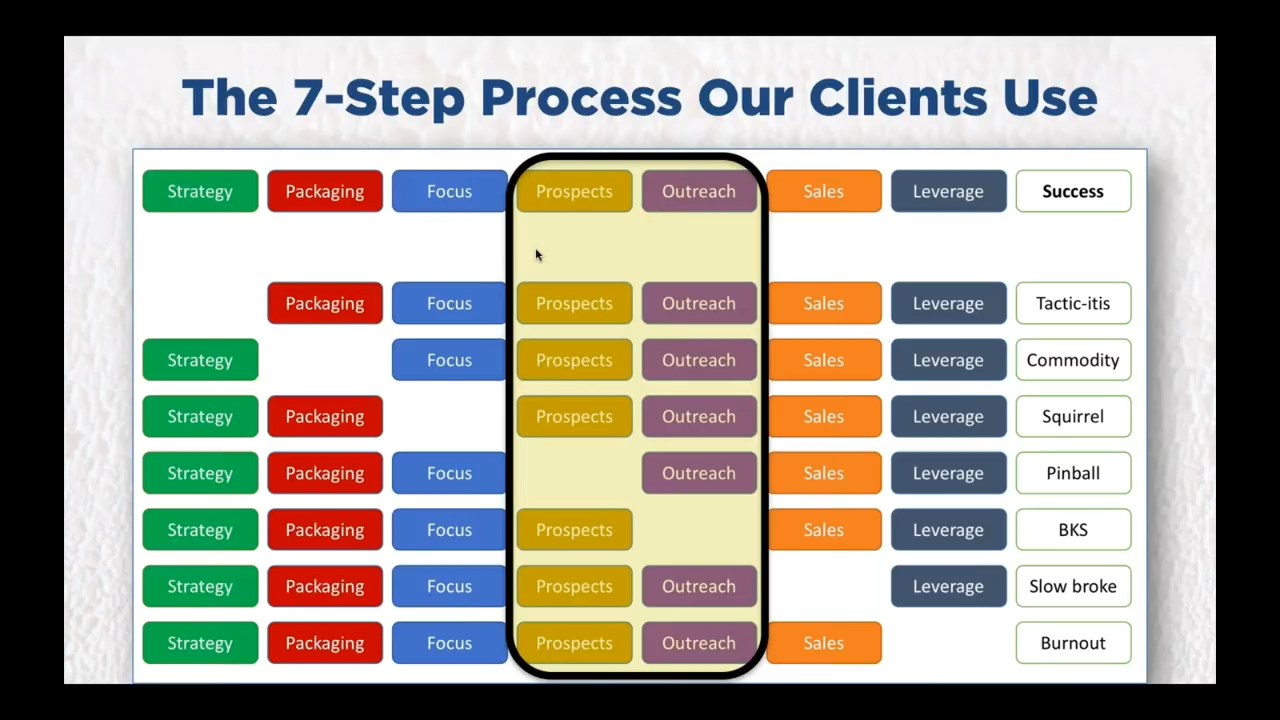 The 7-Step Process Our Clients Use
Strategy Packaging Focus Prospects Outreach Sales Leverage Success
Packaging Focus Prospects Outreach Sales Leverage Tactic-itis
Strategy Focus Prospects Outreach Sales Leverage Commodity
Strategy Packaging Prospects Outreach Sales Leverage Squirrel
Strategy Packaging Focus Outreach Sales Leverage Pinball
Strategy Packaging Focus Prospects Sales Leverage BKS
Strategy Packaging Focus Prospects Outreach Leverage Slow broke
Strategy Packaging Focus Prospects Outreach Sales Burnout